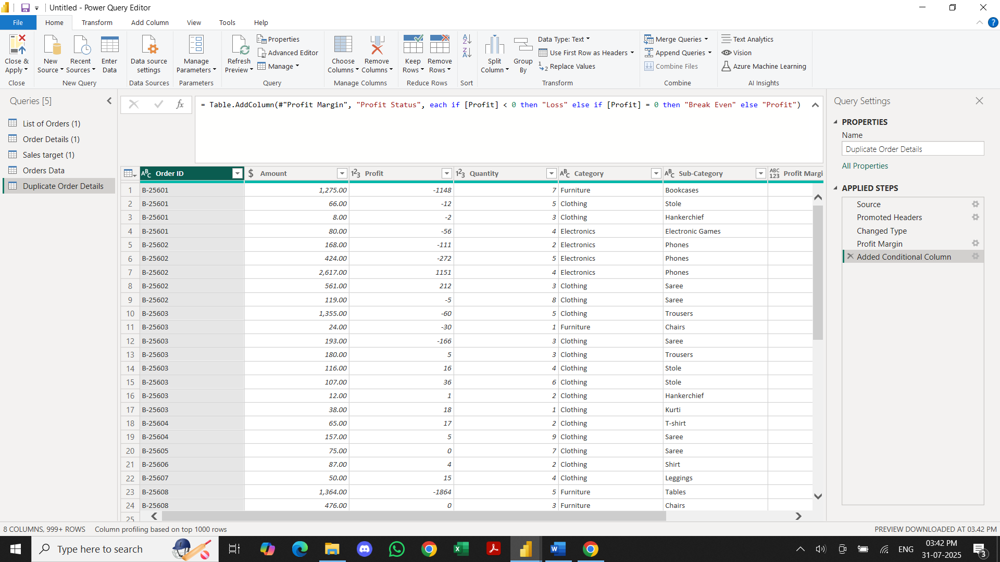 Untitled - Power Query Editor
File Home Transform Add Column View Tools Help
Close & Apply
Close
New Source
Recent Sources
Enter Data
New Query
Data source settings
Data Sources
Manage Parameters
Parameters
Refresh Preview
Properties
Advanced Editor
Manage
Query
Choose Columns
Remove Columns
Manage Columns
Keep Rows
Remove Rows
Reduce Rows
Sort
Split Column
Group By
Data Type: Text
Use First Row as Headers
Replace Values
Transform
Merge Queries
Append Queries
Combine Files
Combine
Text Analytics
Vision
Azure Machine Learning
AI Insights
Queries [5]
List of Orders (1)
Order Details (1)
Sales target (1)
Orders Data
Duplicate Order Details
fx
= Table.AddColumn(#"Profit Margin", "Profit Status", each if [Profit] < 0 then "Loss" else if [Profit] = 0 then "Break Even" else "Profit")
ABC Order ID $ Amount 123 Profit 123 Quantity ABC Category ABC Sub-Category ABC 123 Profit Margi
1 B-25601 1,275.00 -1148 7 Furniture Bookcases
2 B-25601 66.00 -12 5 Clothing Stole
3 B-25601 8.00 -2 3 Clothing Hankerchief
4 B-25601 80.00 -56 4 Electronics Electronic Games
5 B-25602 168.00 -111 2 Electronics Phones
6 B-25602 424.00 -272 5 Electronics Phones
7 B-25602 2,617.00 1151 4 Electronics Phones
8 B-25602 561.00 212 3 Clothing Saree
9 B-25602 119.00 -5 8 Clothing Saree
10 B-25603 1,355.00 -60 5 Clothing Trousers
11 B-25603 24.00 -30 1 Furniture Chairs
12 B-25603 193.00 -166 3 Clothing Saree
13 B-25603 180.00 5 3 Clothing Trousers
14 B-25603 116.00 16 4 Clothing Stole
15 B-25603 107.00 36 6 Clothing Stole
16 B-25603 12.00 1 2 Clothing Hankerchief
17 B-25603 38.00 18 1 Clothing Kurti
18 B-25604 65.00 17 2 Clothing T-shirt
19 B-25604 157.00 5 9 Clothing Saree
20 B-25605 75.00 0 7 Clothing Saree
21 B-25606 87.00 4 2 Clothing Shirt
22 B-25607 50.00 15 4 Clothing Leggings
23 B-25608 1,364.00 -1864 5 Furniture Tables
24 B-25608 476.00 0 3 Furniture Chairs
25
Query Settings
PROPERTIES
Name
Duplicate Order Details
All Properties
APPLIED STEPS
Source
Promoted Headers
Changed Type
Profit Margin
Added Conditional Column
8 COLUMNS, 999+ ROWS Column profiling based on top 1000 rows
PREVIEW DOWNLOADED AT 03.42 PM
Type here to search
ENG
03:42 PM
31-07-2025
3